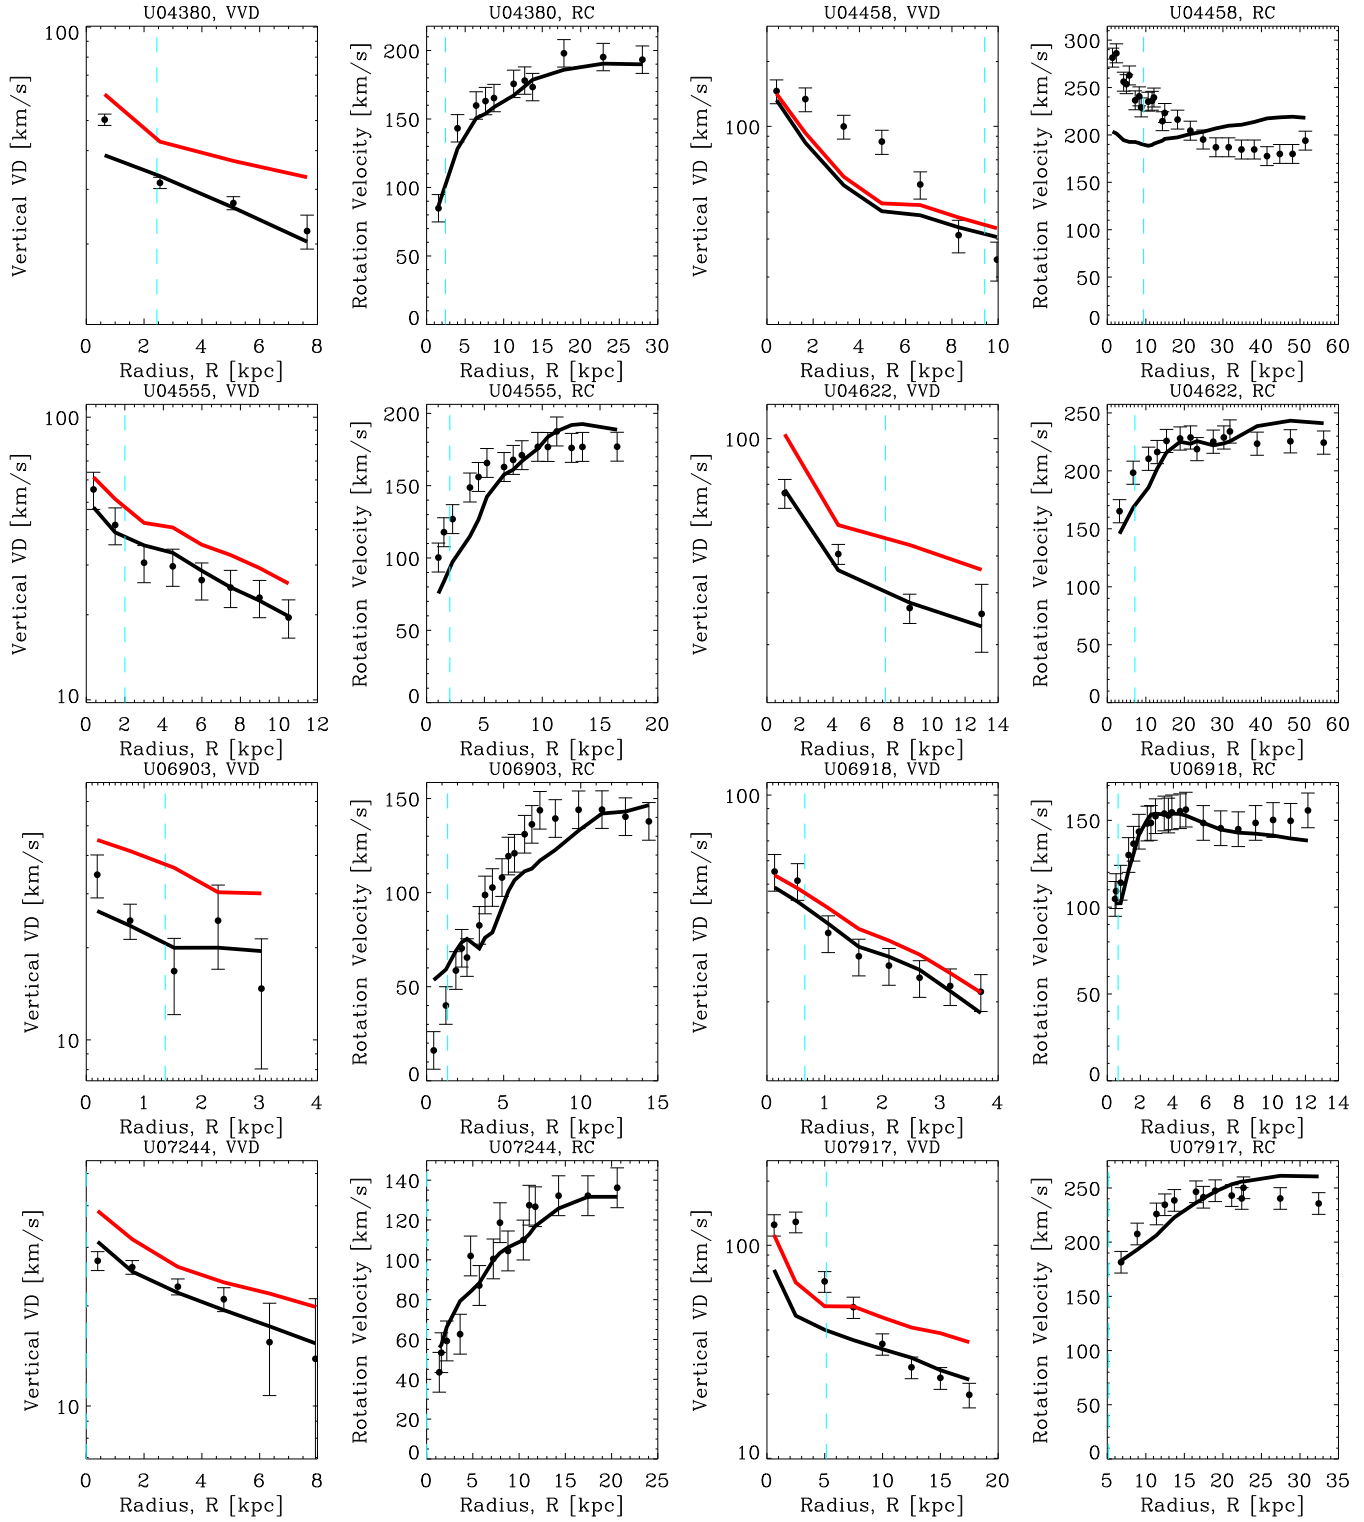 U04380, VVD
U04380, RC
U04458, VVD
U04458, RC
100
Vertical VD [km/s]
0 2 4 6 8
Radius, R [kpc]
200
150
100
50
0
Rotation Velocity [km/s]
0 5 10 15 20 25 30
Radius, R [kpc]
100
Vertical VD [km/s]
0 2 4 6 8 10
Radius, R [kpc]
300
250
200
150
100
50
0
Rotation Velocity [km/s]
0 10 20 30 40 50 60
Radius, R [kpc]
U04555, VVD
U04555, RC
U04622, VVD
U04622, RC
100
10
Vertical VD [km/s]
0 2 4 6 8 10 12
Radius, R [kpc]
200
150
100
50
0
Rotation Velocity [km/s]
0 5 10 15 20
Radius, R [kpc]
100
Vertical VD [km/s]
0 2 4 6 8 10 12 14
Radius, R [kpc]
250
200
150
100
50
0
Rotation Velocity [km/s]
0 10 20 30 40 50 60
Radius, R [kpc]
U06903, VVD
U06903, RC
U06918, VVD
U06918, RC
10
Vertical VD [km/s]
0 1 2 3 4
Radius, R [kpc]
150
100
50
0
Rotation Velocity [km/s]
0 5 10 15
Radius, R [kpc]
100
Vertical VD [km/s]
0 1 2 3 4
Radius, R [kpc]
150
100
50
0
Rotation Velocity [km/s]
0 2 4 6 8 10 12 14
Radius, R [kpc]
U07244, VVD
U07244, RC
U07917, VVD
U07917, RC
10
Vertical VD [km/s]
0 2 4 6 8
Radius, R [kpc]
140
120
100
80
60
40
20
0
Rotation Velocity [km/s]
0 5 10 15 20 25
Radius, R [kpc]
100
10
Vertical VD [km/s]
0 5 10 15 20
Radius, R [kpc]
250
200
150
100
50
0
Rotation Velocity [km/s]
5 10 15 20 25 30 35
Radius, R [kpc]